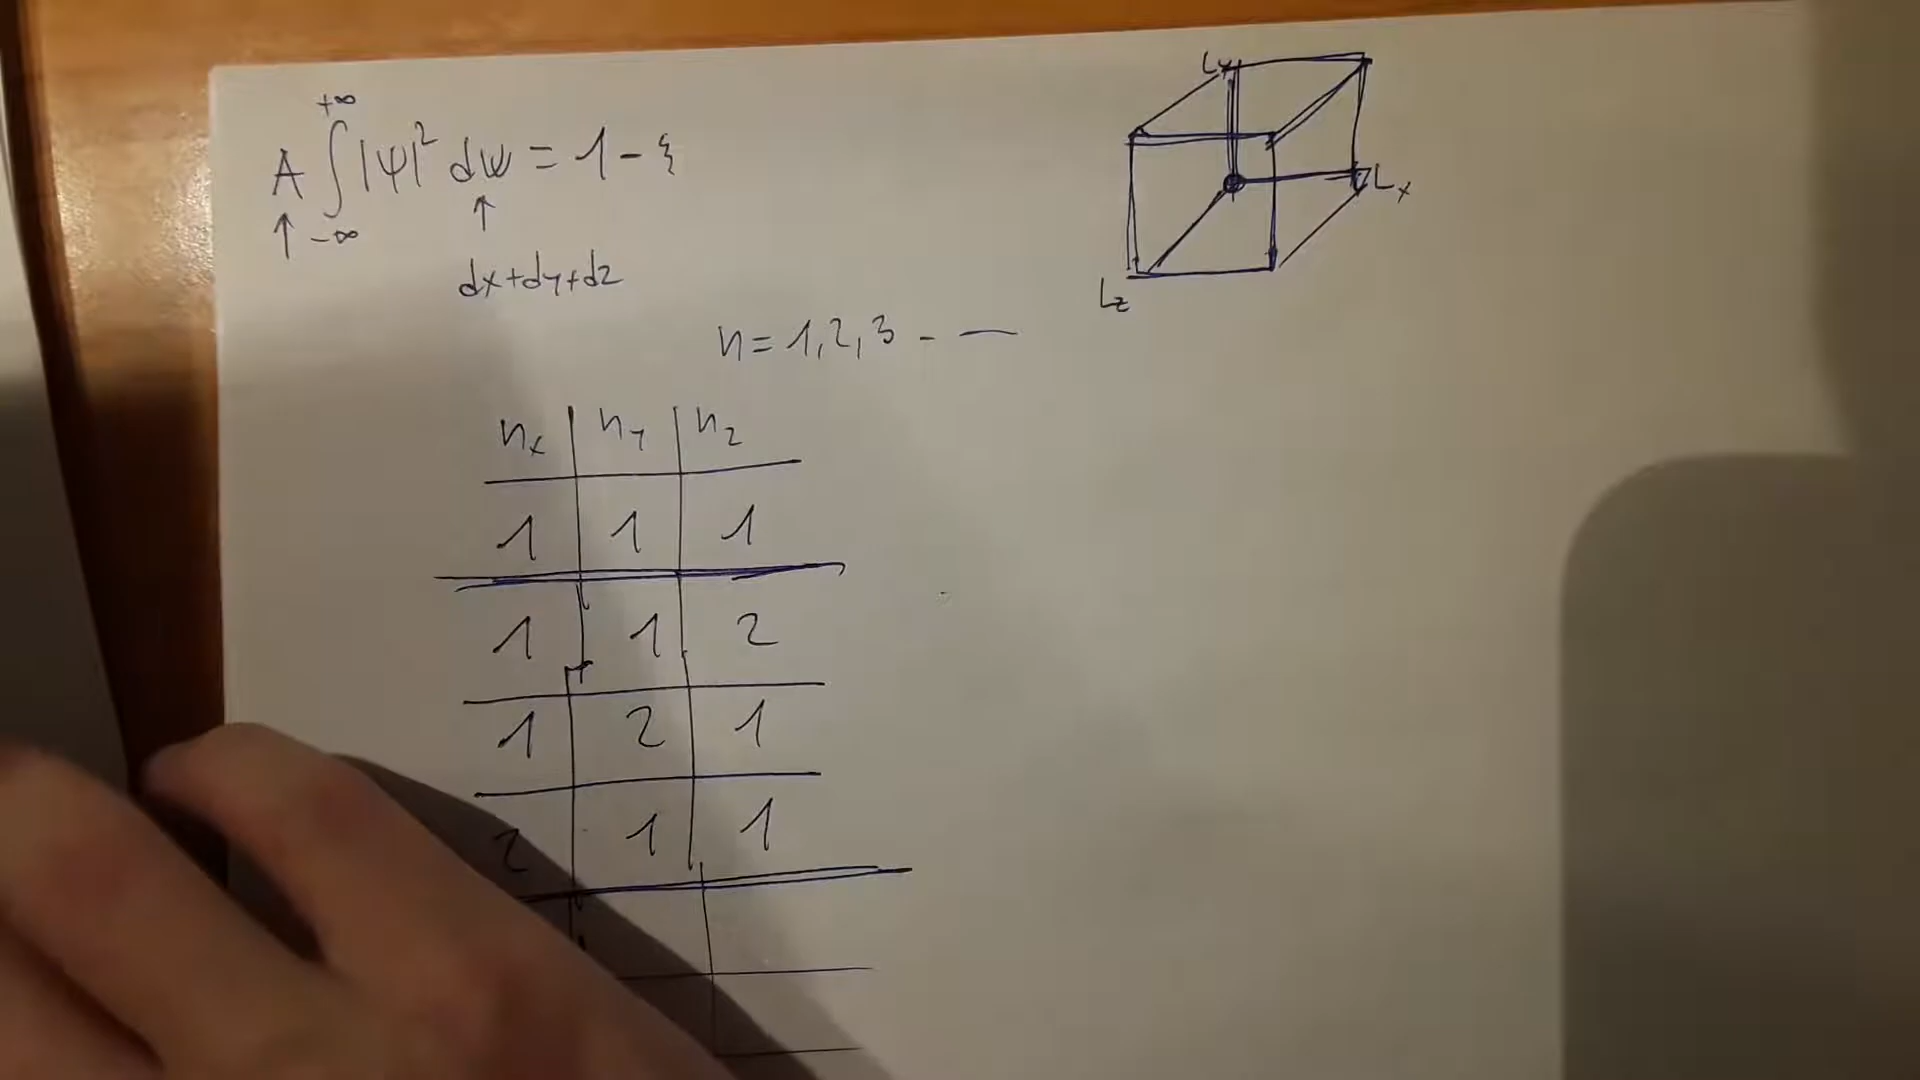 +∞
A ∫ |ψ|² dψ = 1 - ξ
↑ -∞ ↑
dx+dy+dz
Ly
Lx
Lz
n = 1, 2, 3 - —
nx ny nz
1 1 1
1 1 2
1 2 1
2 1 1